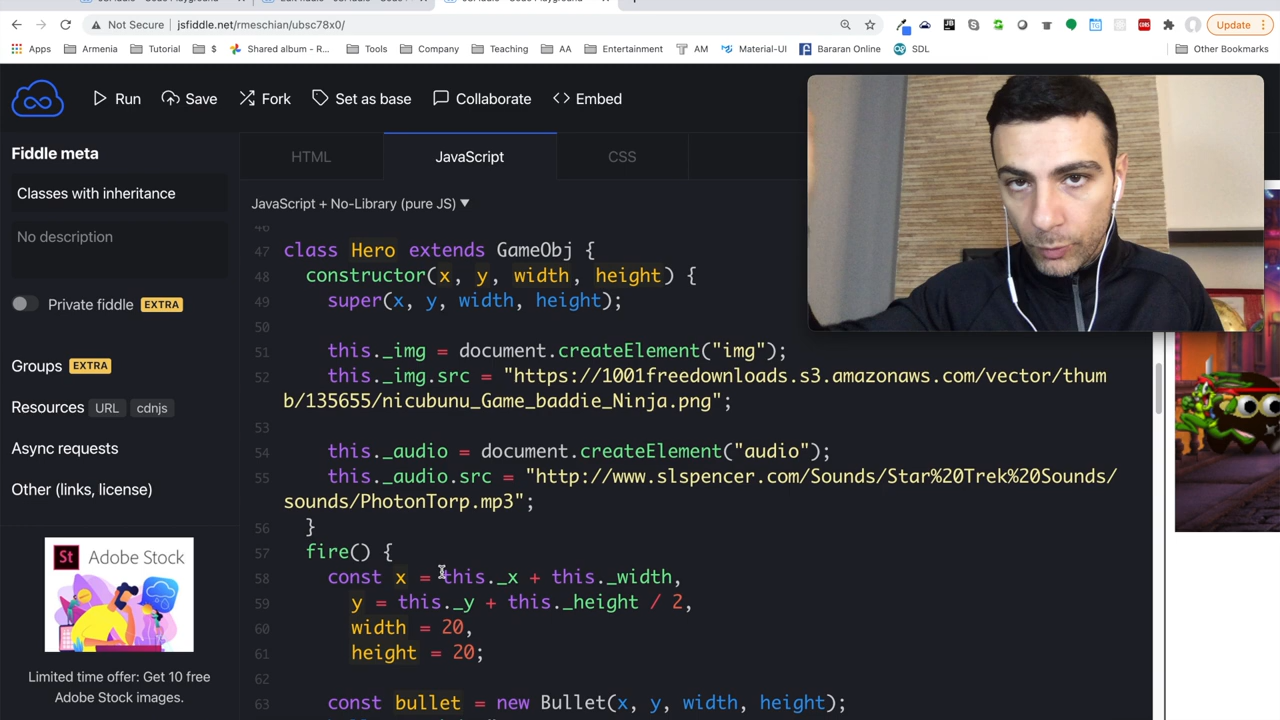 Not Secure | jsfiddle.net/rmeschian/ubsc78x0/
Update
Apps Armenia Tutorial $ Shared album - R... Tools Company Teaching AA Entertainment AM Material-UI Bararan Online SDL Other Bookmarks
Run Save Fork Set as base Collaborate Embed
Fiddle meta
Classes with inheritance
No description
Private fiddle EXTRA
Groups EXTRA
Resources URL cdnjs
Async requests
Other (links, license)
St Adobe Stock
Limited time offer: Get 10 free
Adobe Stock images.
HTML JavaScript CSS
JavaScript + No-Library (pure JS) ▼
46
47 class Hero extends GameObj {
48 constructor(x, y, width, height) {
49 super(x, y, width, height);
50
51 this._img = document.createElement("img");
52 this._img.src = "https://1001freedownloads.s3.amazonaws.com/vector/thum
b/135655/nicubunu_Game_baddie_Ninja.png";
53
54 this._audio = document.createElement("audio");
55 this._audio.src = "http://www.slspencer.com/Sounds/Star%20Trek%20Sounds/
sounds/PhotonTorp.mp3";
56 }
57 fire() {
58 const x = this._x + this._width,
59 y = this._y + this._height / 2,
60 width = 20,
61 height = 20;
62
63 const bullet = new Bullet(x, y, width, height);